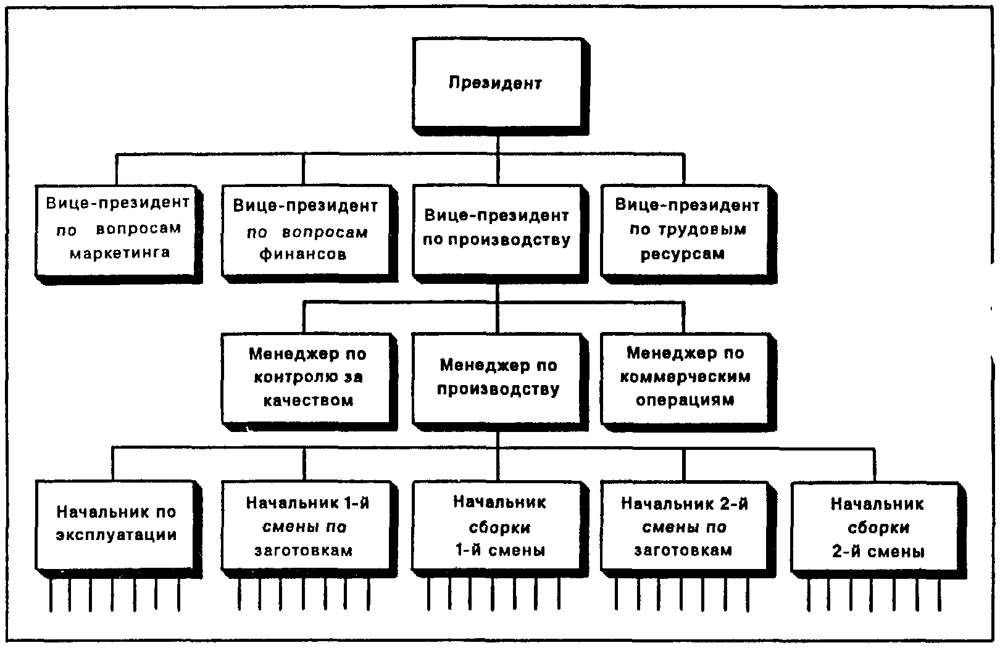 Президент
Вице-президент
по вопросам
маркетинга
Вице-президент
по вопросам
финансов
Вице-президент
по производству
Вице-президент
по трудовым
ресурсам
Менеджер по
контролю за
качеством
Менеджер по
производству
Менеджер по
коммерческим
операциям
Начальник по
эксплуатации
Начальник 1-й
смены по
заготовкам
Начальник
сборки
1-й смены
Начальник 2-й
смены по
заготовкам
Начальник
сборки
2-й смены